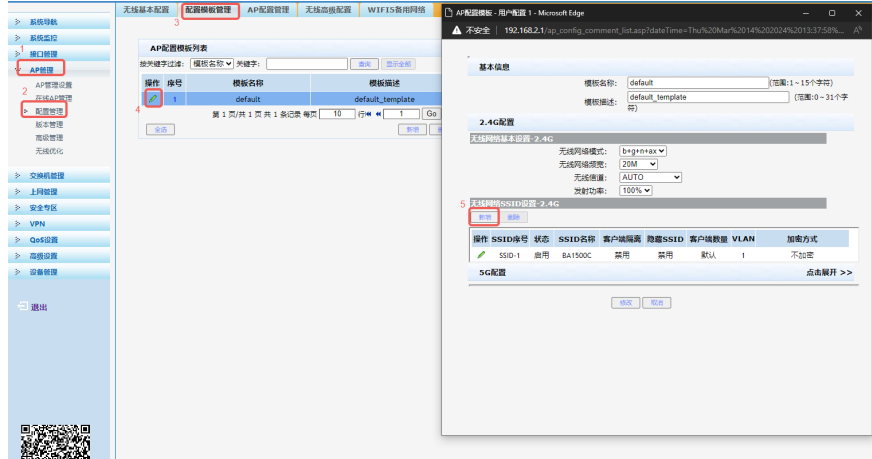 无线基本配置 配置模板管理 AP配置管理 无线高级配置 WIFI5备用网络
3
系统导航
系统监控
1
接口管理
AP管理
AP管理设置
2
在线AP管理
配置管理
版本管理
高级管理
无线优化
交换机管理
上网管理
安全专区
VPN
QoS设置
高级设置
设备管理
退出
AP配置模板列表
按关键字过滤: 模板名称 关键字: 查询 显示全部
操作 序号 模板名称 模板描述
1 default default_template
4
第 1 页/共 1 页 共 1 条记录 每页 10 行 1 Go
全选 新增
AP配置模板 - 用户配置 1 - Microsoft Edge
不安全 192.168.2.1/ap_config_comment_list.asp?dateTime=Thu%20Mar%2014%202024%2013:37:58%...
基本信息
模板名称: default (范围:1~15个字符)
模板描述: default_template (范围:0~31个字符)
2.4G配置
无线网络基本设置-2.4G
无线网络模式: b+g+n+ax
无线网络频宽: 20M
无线信道: AUTO
发射功率: 100%
5 无线网络SSID设置-2.4G
新增 删除
操作 SSID序号 状态 SSID名称 客户端隔离 隐藏SSID 客户端数量 VLAN 加密方式
SSID-1 启用 BA1500C 禁用 禁用 默认 1 不加密
5G配置 点击展开 >>
修改 取消